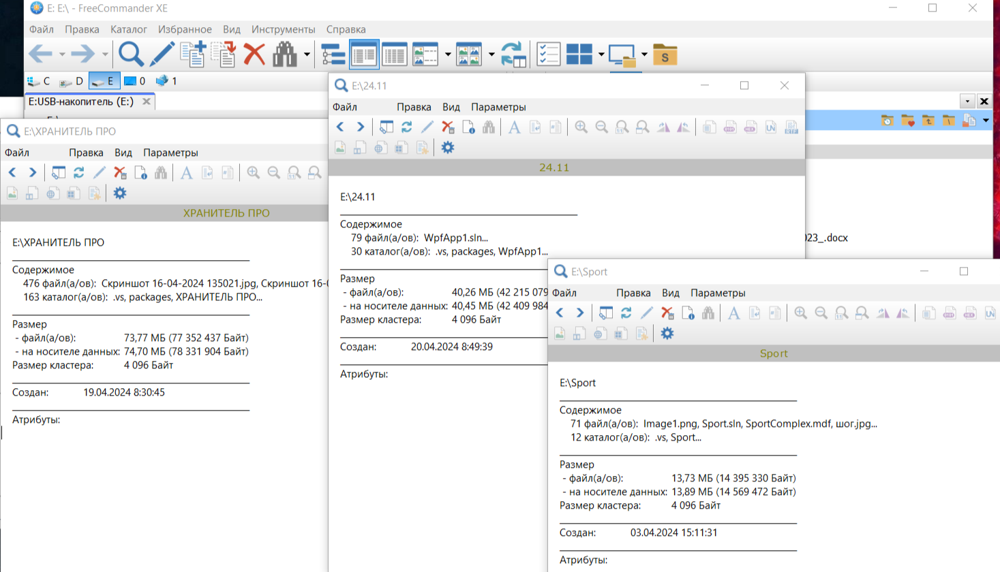 E: E:\ - FreeCommander XE
Файл Правка Каталог Избранное Вид Инструменты Справка
S
C D E 0 1
E:USB-накопитель (E:)
23_.docx
E:\ХРАНИТЕЛЬ ПРО
Файл Правка Вид Параметры
ХРАНИТЕЛЬ ПРО
E:\ХРАНИТЕЛЬ ПРО
Содержимое
476 файл(а/ов): Скриншот 16-04-2024 135021.jpg, Скриншот 16-
163 каталог(а/ов): .vs, packages, ХРАНИТЕЛЬ ПРО...
Размер
- файл(а/ов): 73,77 МБ (77 352 437 Байт)
- на носителе данных: 74,70 МБ (78 331 904 Байт)
Размер кластера: 4 096 Байт
Создан: 19.04.2024 8:30:45
Атрибуты:
E:\24.11
Файл Правка Вид Параметры
24.11
E:\24.11
Содержимое
79 файл(а/ов): WpfApp1.sln...
30 каталог(а/ов): .vs, packages, WpfApp1...
Размер
- файл(а/ов): 40,26 МБ (42 215 079
- на носителе данных: 40,45 МБ (42 409 984
Размер кластера: 4 096 Байт
Создан: 20.04.2024 8:49:39
Атрибуты:
E:\Sport
Файл Правка Вид Параметры
Sport
E:\Sport
Содержимое
71 файл(а/ов): Image1.png, Sport.sln, SportComplex.mdf, шог.jpg...
12 каталог(а/ов): .vs, Sport...
Размер
- файл(а/ов): 13,73 МБ (14 395 330 Байт)
- на носителе данных: 13,89 МБ (14 569 472 Байт)
Размер кластера: 4 096 Байт
Создан: 03.04.2024 15:11:31
Атрибуты: